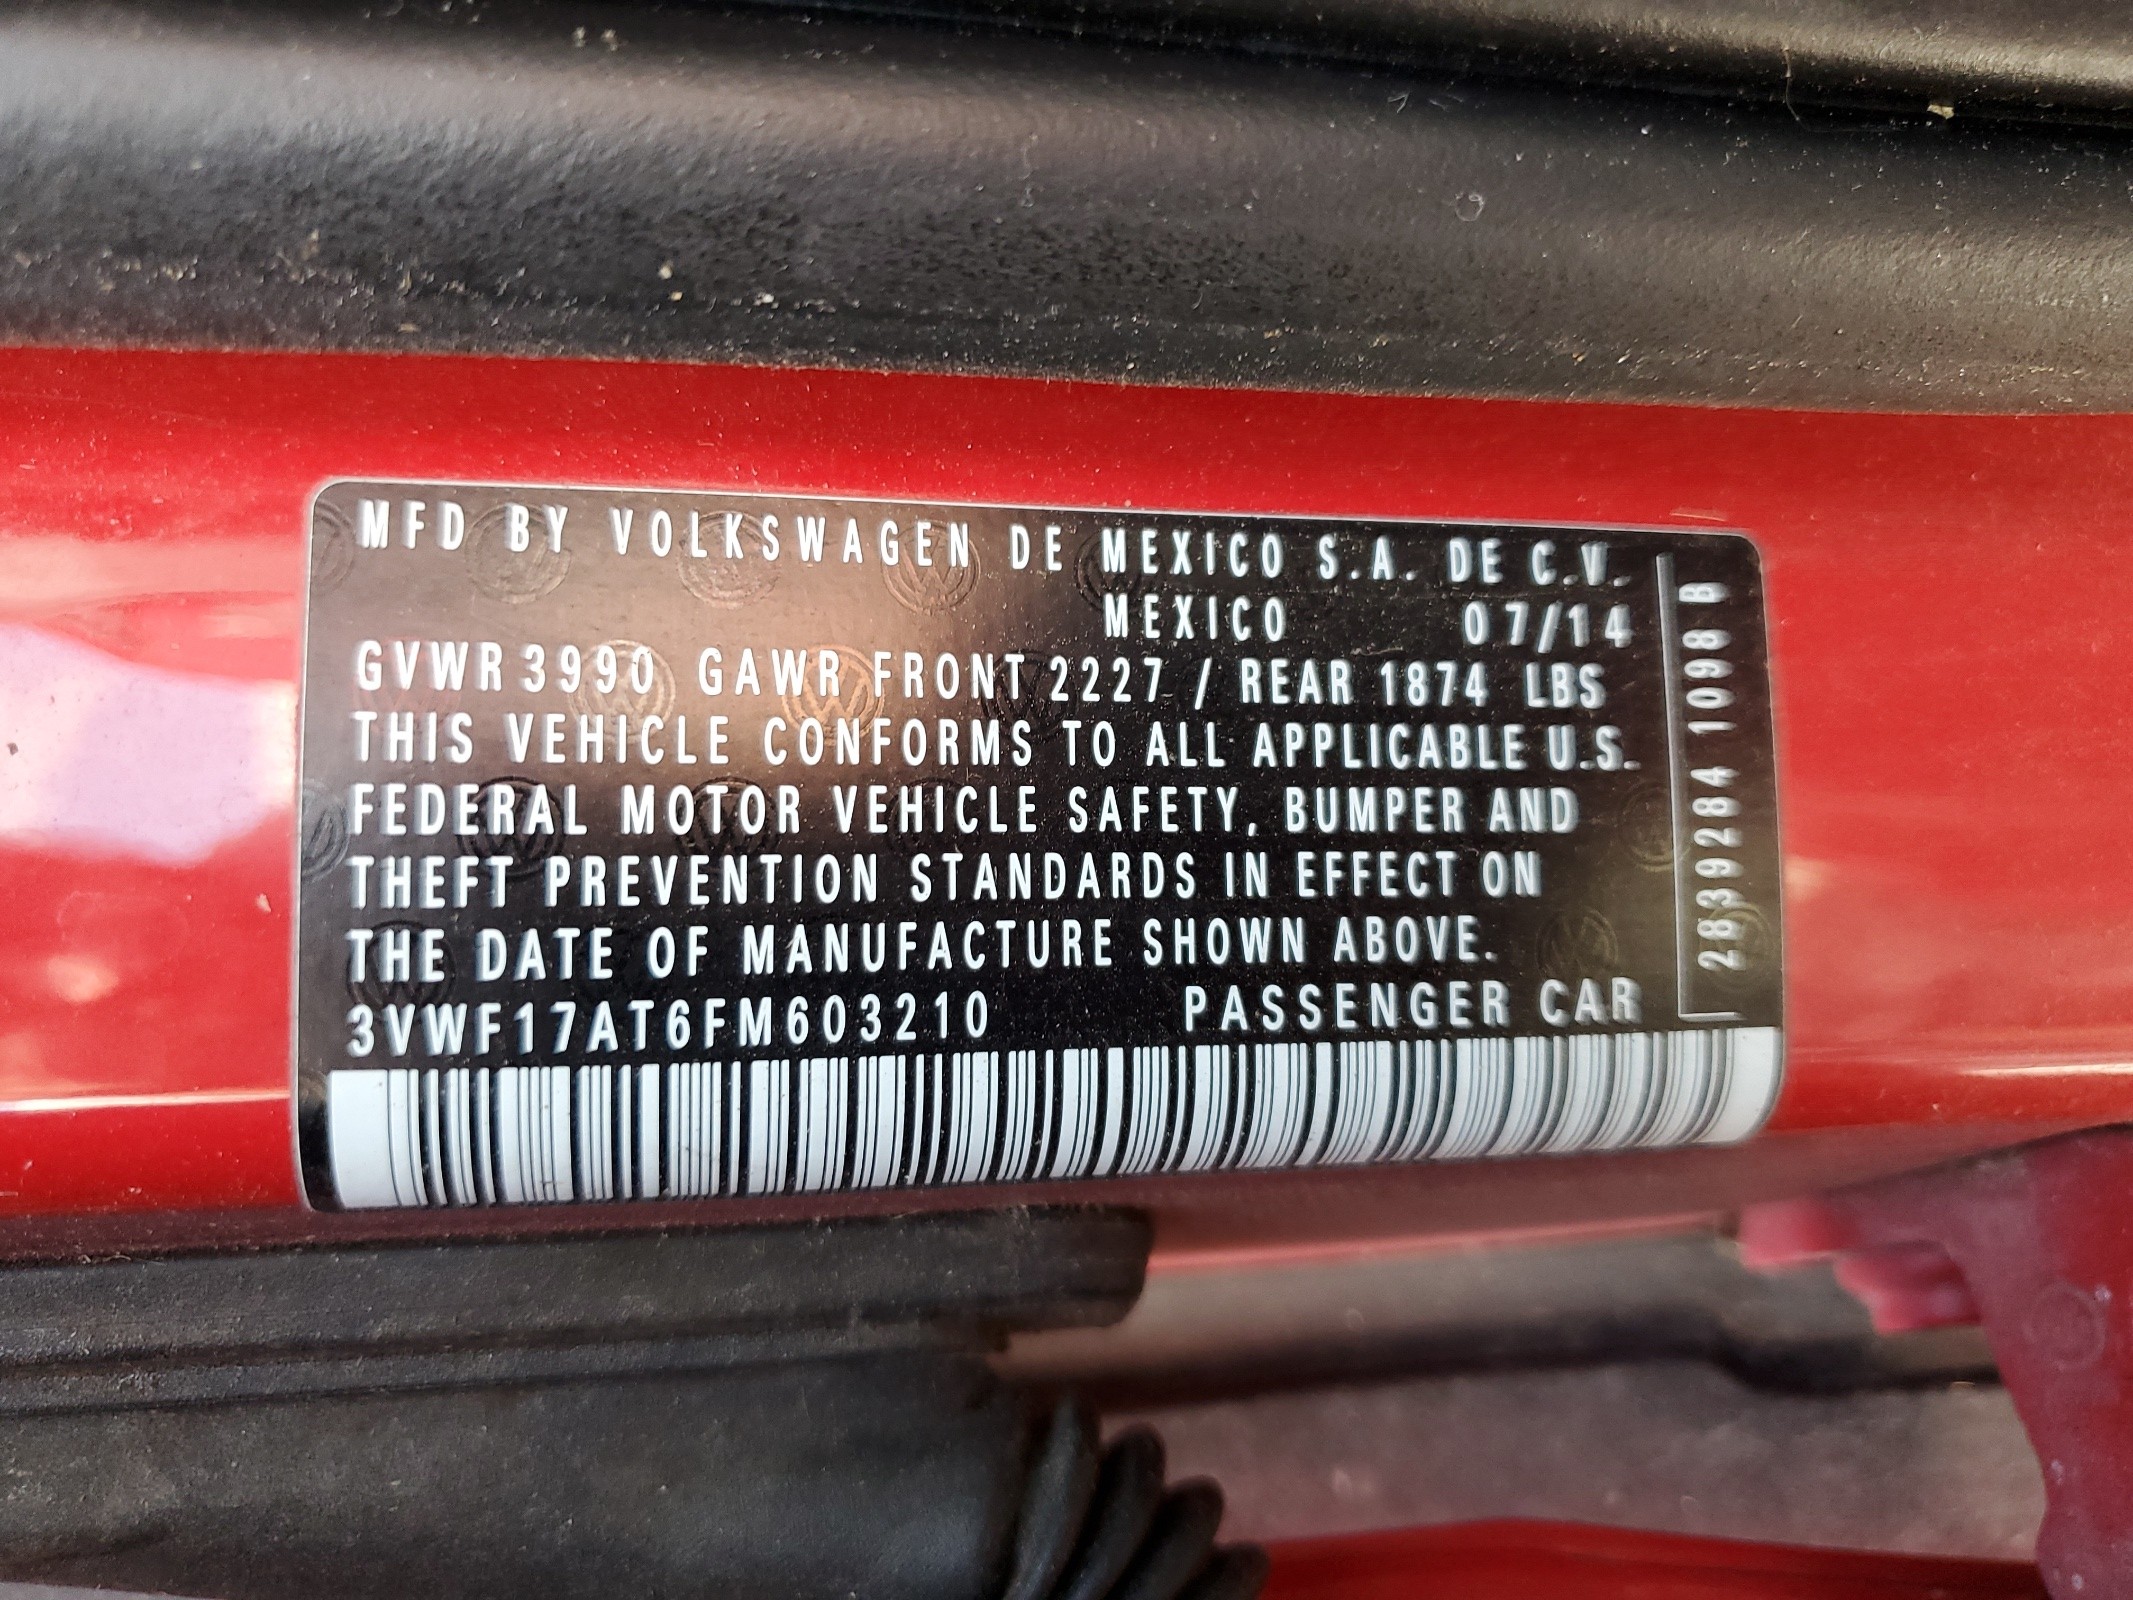 MFD BY VOLKSWAGEN DE MEXICO S.A. DE C.V.
MEXICO 07/14
GVWR 3990 GAWR FRONT 2227 / REAR 1874 LBS
THIS VEHICLE CONFORMS TO ALL APPLICABLE U.S.
FEDERAL MOTOR VEHICLE SAFETY, BUMPER AND
THEFT PREVENTION STANDARDS IN EFFECT ON
THE DATE OF MANUFACTURE SHOWN ABOVE.
3VWF17AT6FM603210 PASSENGER CAR
2839284 1098 B